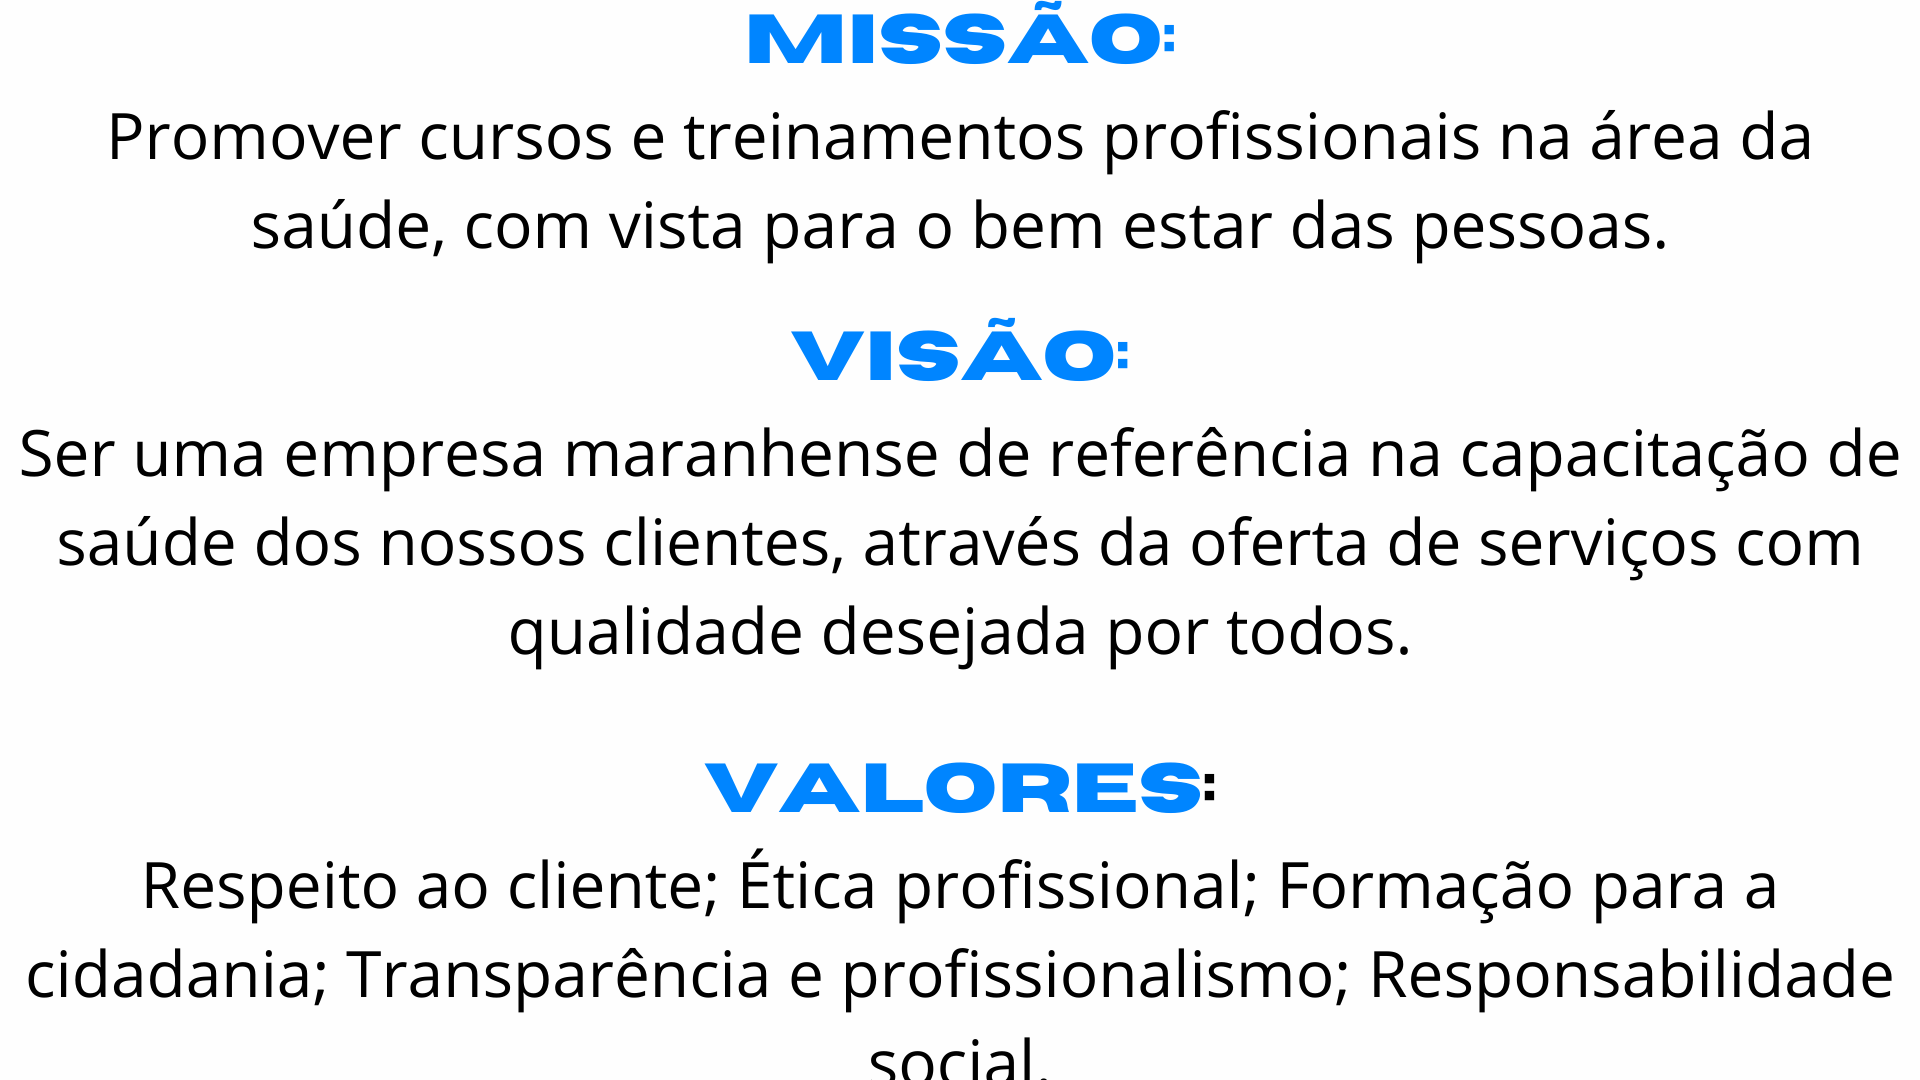 MISSÃO:
Promover cursos e treinamentos profissionais na área da
saúde, com vista para o bem estar das pessoas.
VISÃO:
Ser uma empresa maranhense de referência na capacitação de
saúde dos nossos clientes, através da oferta de serviços com
qualidade desejada por todos.
VALORES:
Respeito ao cliente; Ética profissional; Formação para a
cidadania; Transparência e profissionalismo; Responsabilidade
social.